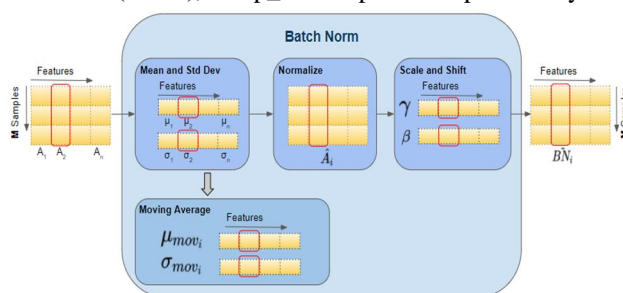 Batch Norm
Features
M Samples
A₁ A₂ Aₙ
Mean and Std Dev
Features
μ₁ μ₂ μₙ
σ₁ σ₂ σₙ
Normalize
Âᵢ
Scale and Shift
Features
γ
β
Features
BNᵢ
Moving Average
Features
μmovᵢ
σmovᵢ